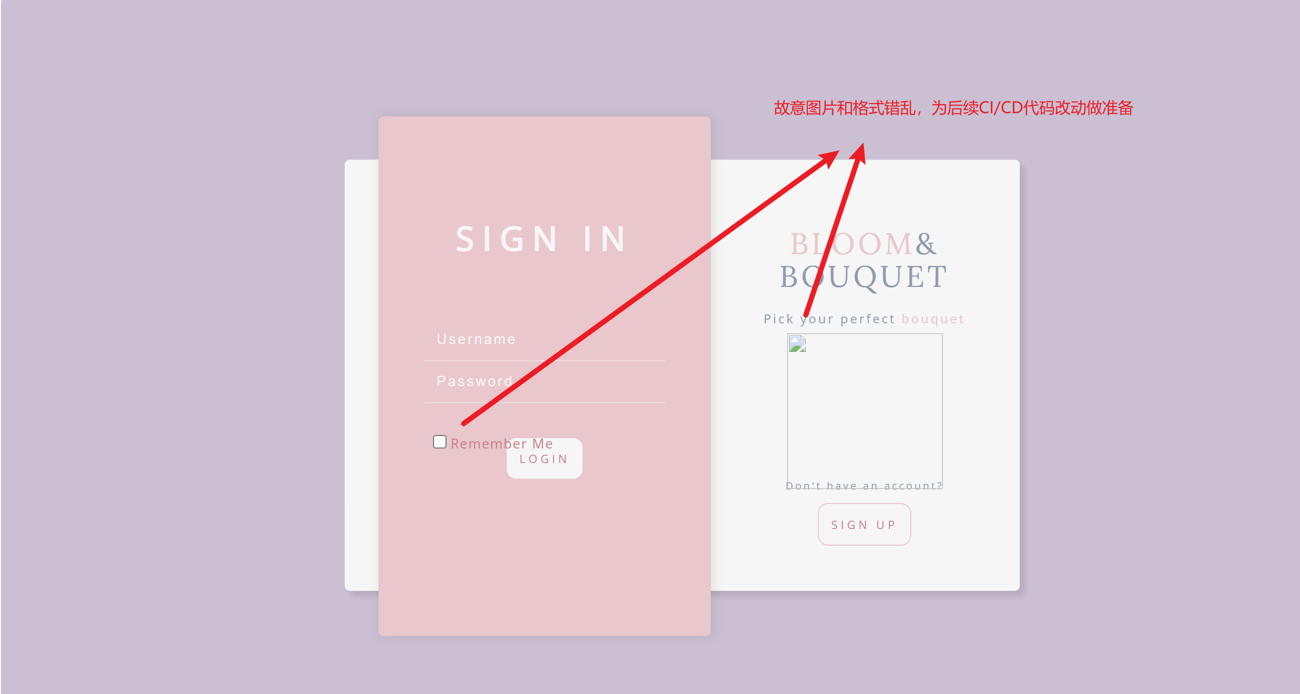 故意图片和格式错乱，为后续CI/CD代码改动做准备
SIGN IN
Username
Password
Remember Me
LOGIN
BLOOM&
BOUQUET
Pick your perfect bouquet
Don't have an account?
SIGN UP